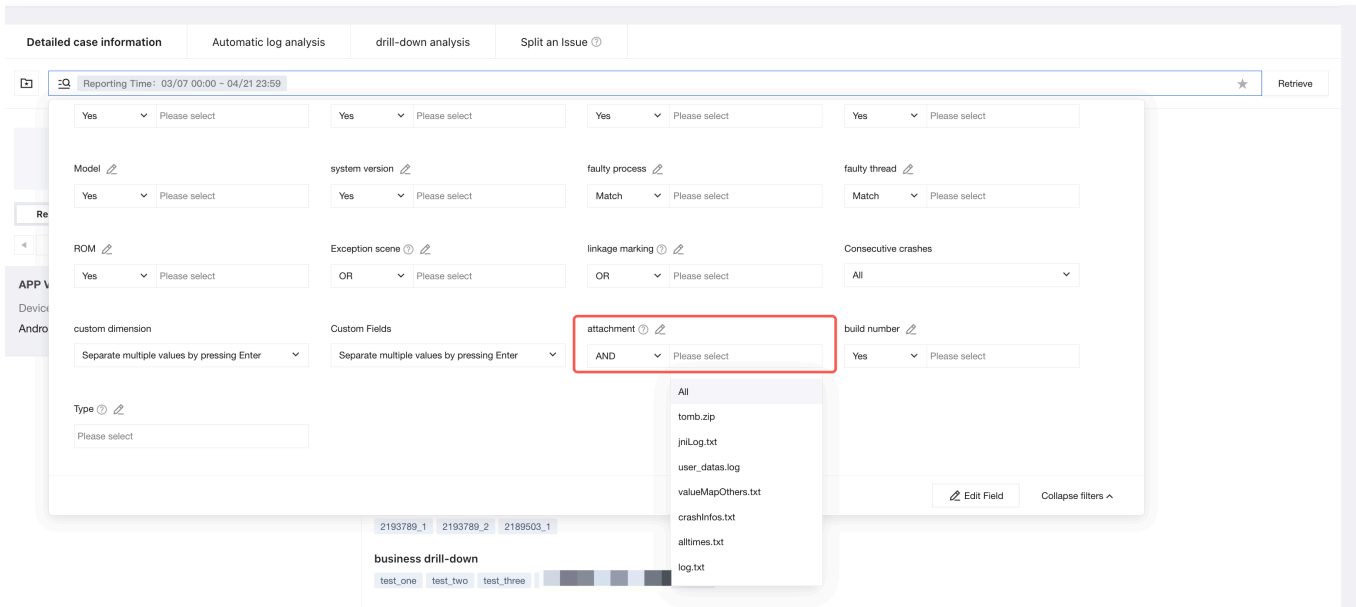 Detailed case information Automatic log analysis drill-down analysis Split an Issue ?
Reporting Time: 03/07 00:00 ~ 04/21 23:59 Retrieve
Yes Please select Yes Please select Yes Please select Yes Please select
Model system version faulty process faulty thread
Yes Please select Yes Please select Match Please select Match Please select
Re
ROM Exception scene ? linkage marking ? Consecutive crashes
Yes Please select OR Please select OR Please select All
APP V
Device
Andro
custom dimension Custom Fields attachment ? build number
Separate multiple values by pressing Enter Separate multiple values by pressing Enter AND Please select Yes Please select
All
tomb.zip
jniLog.txt
user_datas.log
valueMapOthers.txt
crashInfos.txt
alltimes.txt
log.txt
Type ?
Please select
Edit Field Collapse filters
2193789_1 2193789_2 2189503_1
business drill-down
test_one test_two test_three